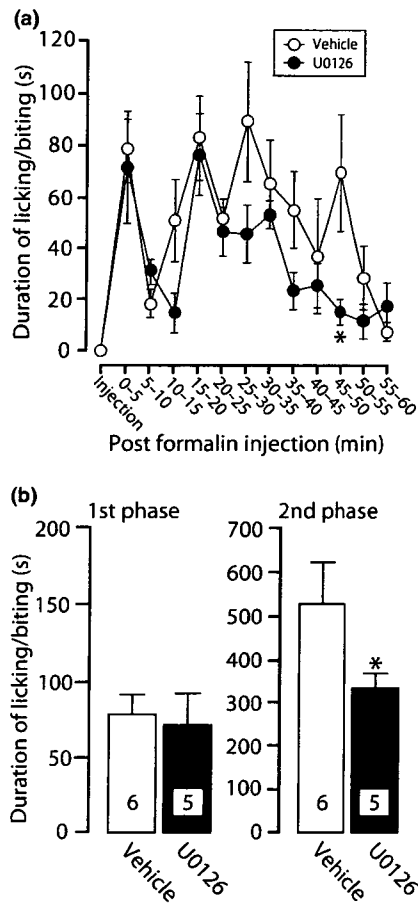 (a)
Vehicle
U0126
Duration of licking/biting (s)
120
100
80
60
40
20
0
*
Injection
0–5
5–10
10–15
15–20
20–25
25–30
30–35
35–40
40–45
45–50
50–55
55–60
Post formalin injection (min)
(b)
1st phase
2nd phase
Duration of licking/biting (s)
200
150
100
50
0
6
5
Vehicle
U0126
700
600
500
400
300
200
100
0
*
6
5
Vehicle
U0126